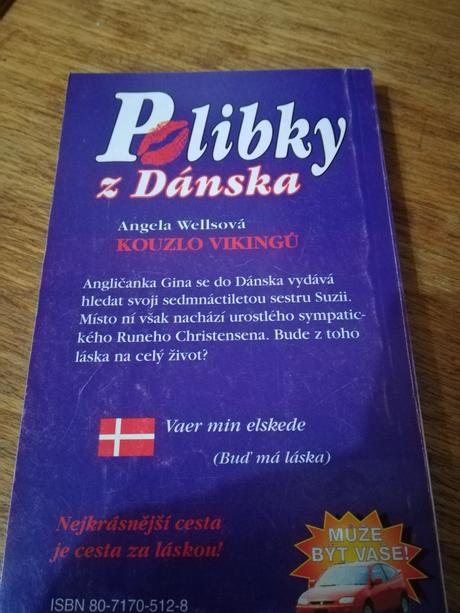 Polibky
z Dánska
Angela Wellsová
KOUZLO VIKINGŮ
Angličanka Gina se do Dánska vydává
hledat svoji sedmnáctiletou sestru Suzii.
Místo ní však nachází urostlého sympatic-
kého Runeho Christensena. Bude z toho
láska na celý život?
Vaer min elskede
(Buď má láska)
Nejkrásnější cesta
je cesta za láskou!
MŮŽE
BÝT VAŠE!
ISBN 80-7170-512-8